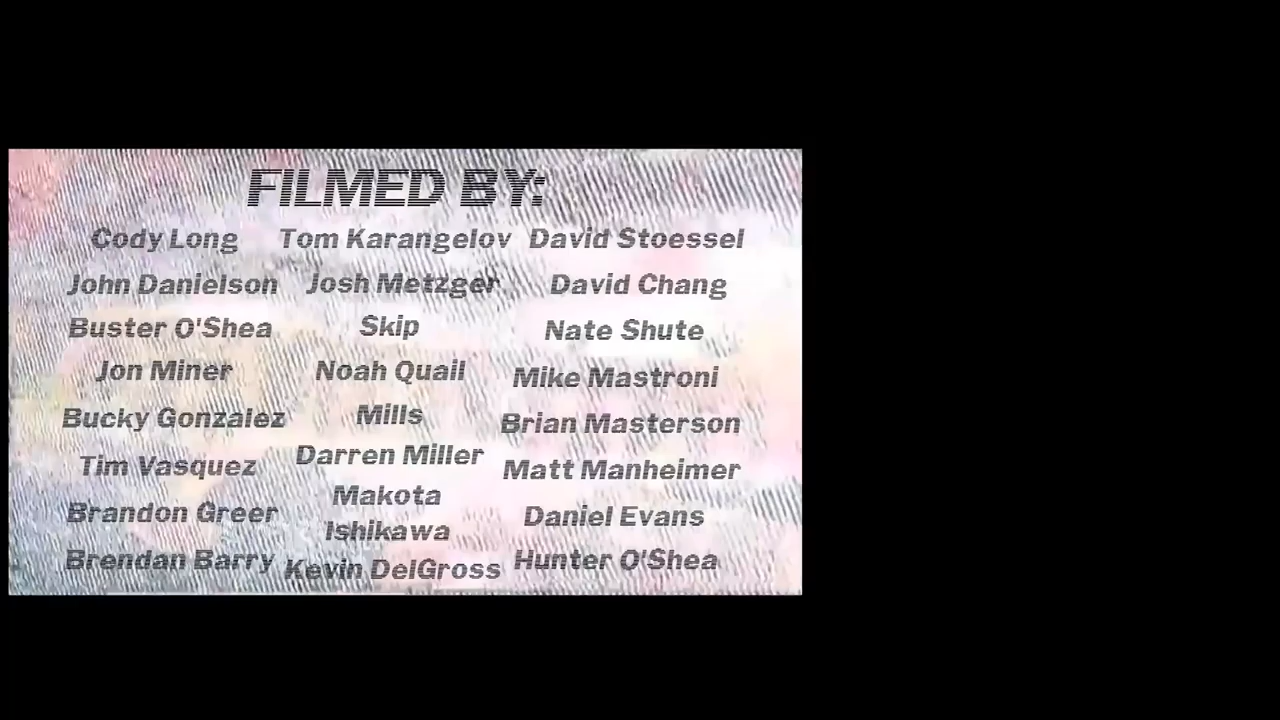 FILMED BY:
Cody Long
John Danielson
Buster O'Shea
Jon Miner
Bucky Gonzalez
Tim Vasquez
Brandon Greer
Brendan Barry
Tom Karangelov
Josh Metzger
Skip
Noah Quail
Mills
Darren Miller
Makota
Ishikawa
Kevin DelGross
David Stoessel
David Chang
Nate Shute
Mike Mastroni
Brian Masterson
Matt Manheimer
Daniel Evans
Hunter O'Shea